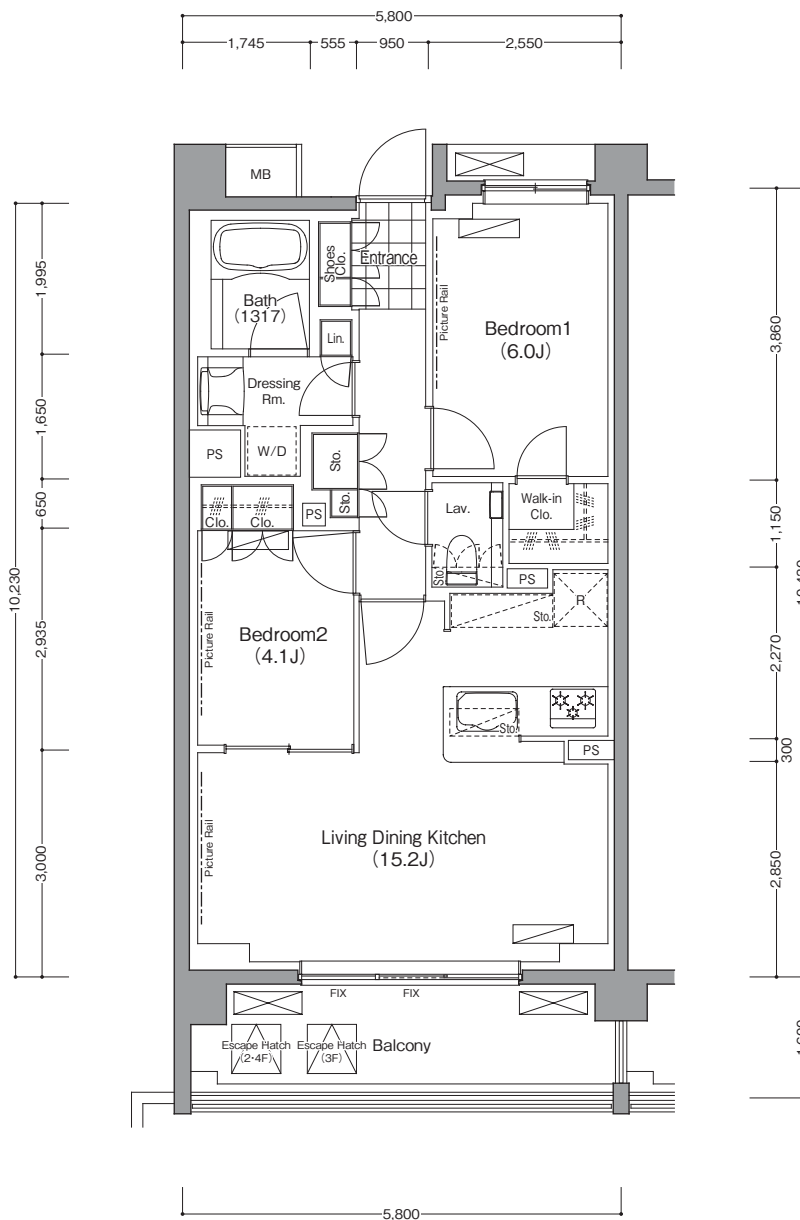 5,800
1,745 555 950 2,550
MB
Shoes
Clo.
Entrance
Bath
(1317)
Picture Rail
Bedroom1
(6.0J)
Lin.
Dressing
Rm.
PS
W/D
Sto.
Sto.
Clo.
Clo.
PS
Lav.
Sto.
Walk-in
Clo.
PS
Sto.
R
Bedroom2
(4.1J)
Picture Rail
Sto.
PS
Picture Rail
Living Dining Kitchen
(15.2J)
FIX
FIX
Escape Hatch
(2・4F)
Escape Hatch
(3F)
Balcony
10,230
1,995
1,650
650
2,935
3,000
3,860
1,150
2,270
300
2,850
5,800